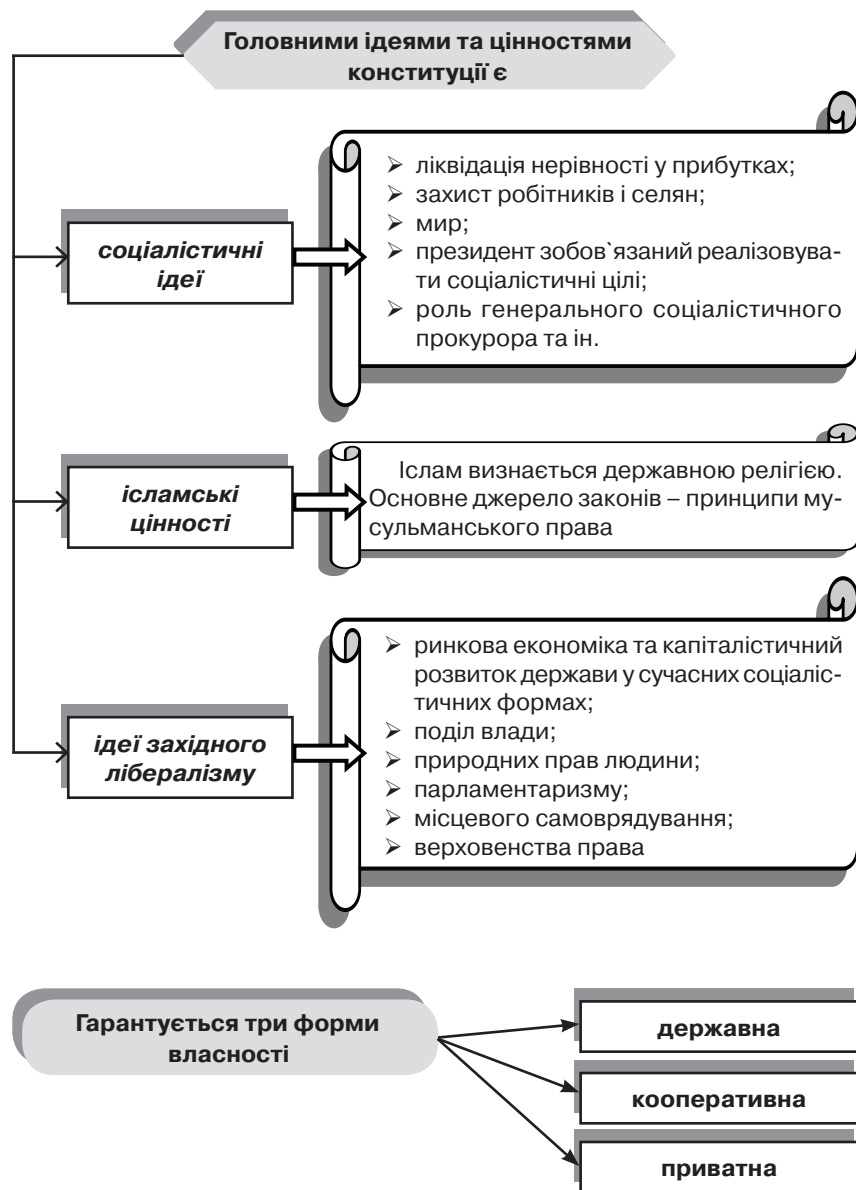 Головними ідеями та цінностями
конституції є
соціалістичні
ідеї
➢ ліквідація нерівності у прибутках;
➢ захист робітників і селян;
➢ мир;
➢ президент зобов`язаний реалізовува-
ти соціалістичні цілі;
➢ роль генерального соціалістичного
прокурора та ін.
ісламські
цінності
Іслам визнається державною релігією.
Основне джерело законів – принципи му-
сульманського права
ідеї західного
лібералізму
➢ ринкова економіка та капіталістичний
розвиток держави у сучасних соціаліс-
тичних формах;
➢ поділ влади;
➢ природних прав людини;
➢ парламентаризму;
➢ місцевого самоврядування;
➢ верховенства права
Гарантується три форми
власності
державна
кооперативна
приватна